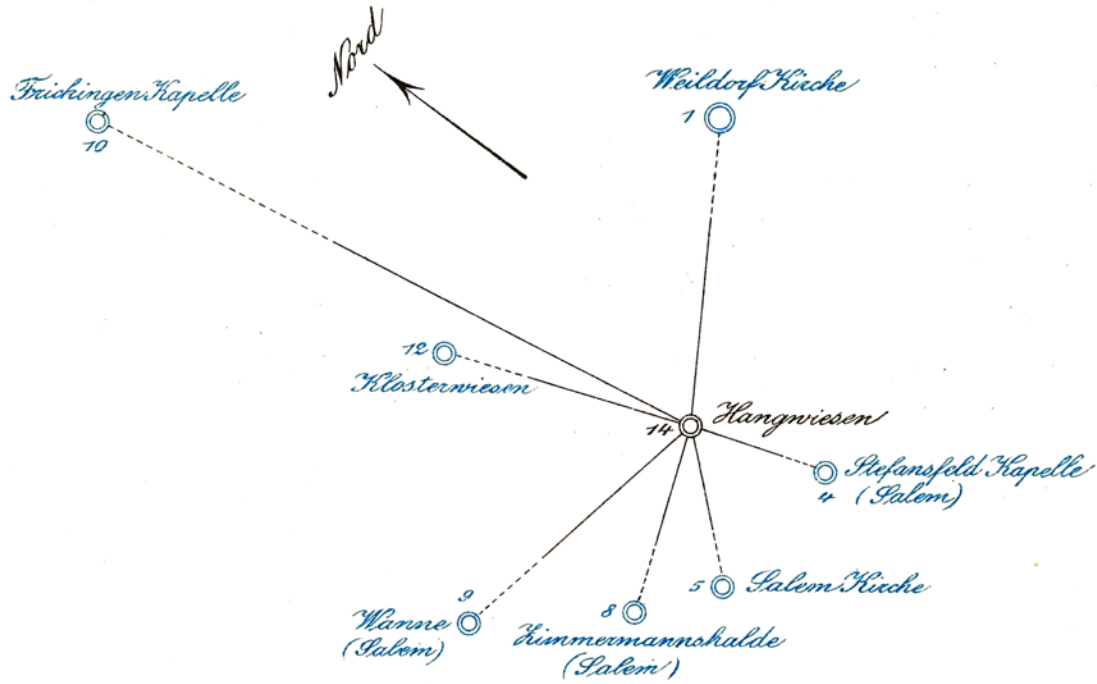 Nord
Frickingen Kapelle
10
Weildorf Kirche
1
12
Klosterwiesen
14
Hangwiesen
Stefansfeld Kapelle
4 (Salem)
9
Wanne
(Salem)
8
Zimmermannshalde
(Salem)
5
Salem Kirche